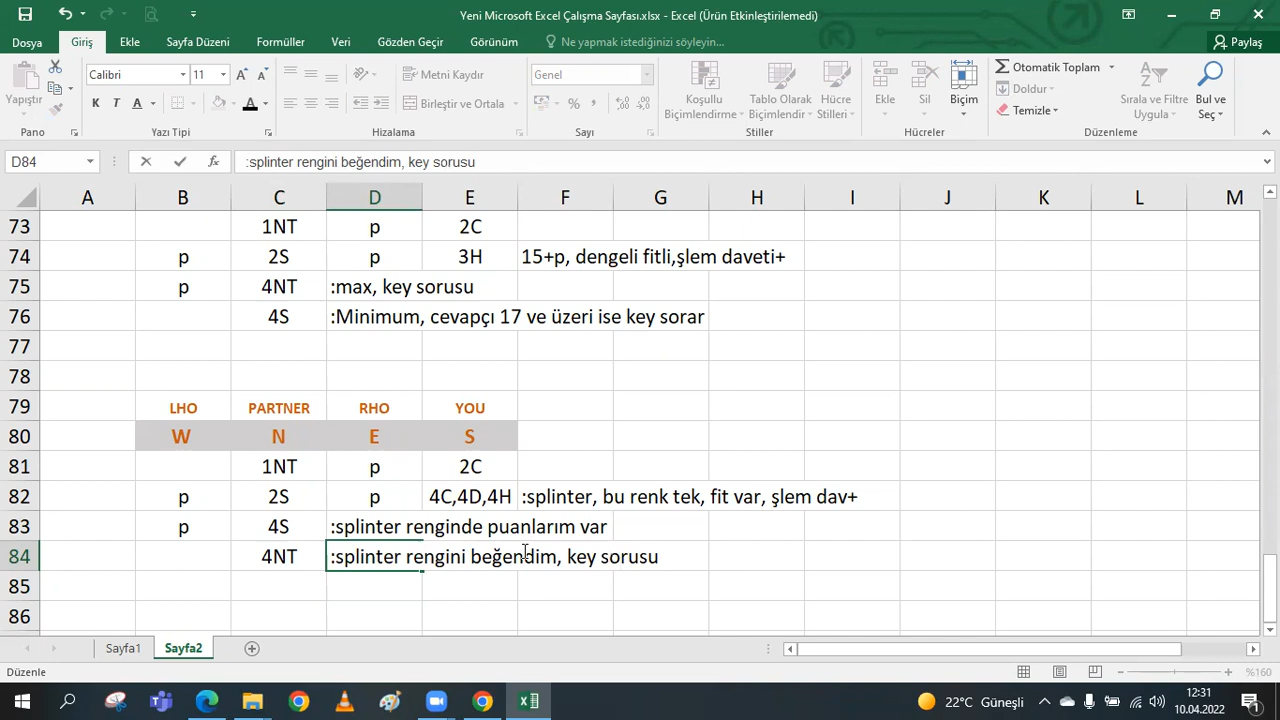 Yeni Microsoft Excel Çalışma Sayfası.xlsx - Excel (Ürün Etkinleştirilemedi)
Dosya Giriş Ekle Sayfa Düzeni Formüller Veri Gözden Geçir Görünüm Ne yapmak istediğinizi söyleyin... Paylaş
Yapıştır
Calibri 11
K T A
Metni Kaydır
Birleştir ve Ortala
Genel
Koşullu Biçimlendirme
Tablo Olarak Biçimlendir
Hücre Stilleri
Ekle
Sil
Biçim
Otomatik Toplam
Doldur
Temizle
Sırala ve Filtre Uygula
Bul ve Seç
Pano Yazı Tipi Hizalama Sayı Stiller Hücreler Düzenleme
D84 fx :splinter rengini beğendim, key sorusu
A B C D E F G H I J K L M
73 1NT p 2C
74 p 2S p 3H 15+p, dengeli fitli,şlem daveti+
75 p 4NT :max, key sorusu
76 4S :Minimum, cevapçı 17 ve üzeri ise key sorar
77
78
79 LHO PARTNER RHO YOU
80 W N E S
81 1NT p 2C
82 p 2S p 4C,4D,4H :splinter, bu renk tek, fit var, şlem dav+
83 p 4S :splinter renginde puanlarım var
84 4NT :splinter rengini beğendim, key sorusu
85
86
Sayfa1 Sayfa2
Düzenle %160
22°C Güneşli 12:31
10.04.2022